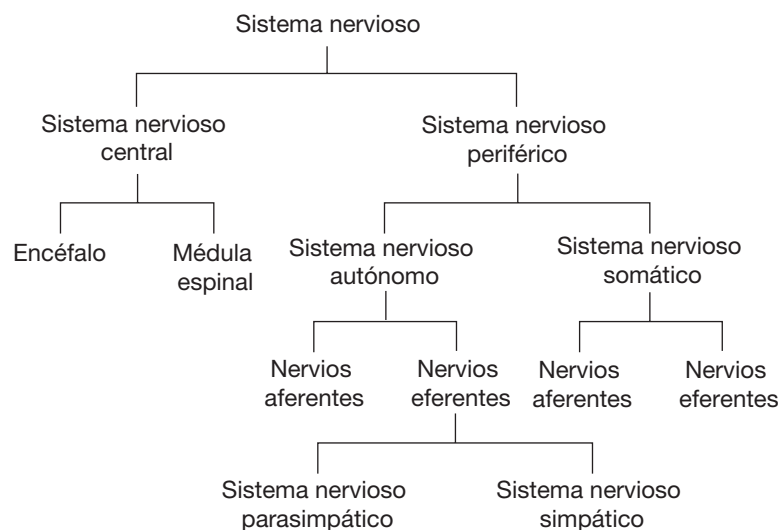 Sistema nervioso
Sistema nervioso
central
Sistema nervioso
periférico
Encéfalo
Médula
espinal
Sistema nervioso
autónomo
Sistema nervioso
somático
Nervios
aferentes
Nervios
eferentes
Nervios
aferentes
Nervios
eferentes
Sistema nervioso
parasimpático
Sistema nervioso
simpático